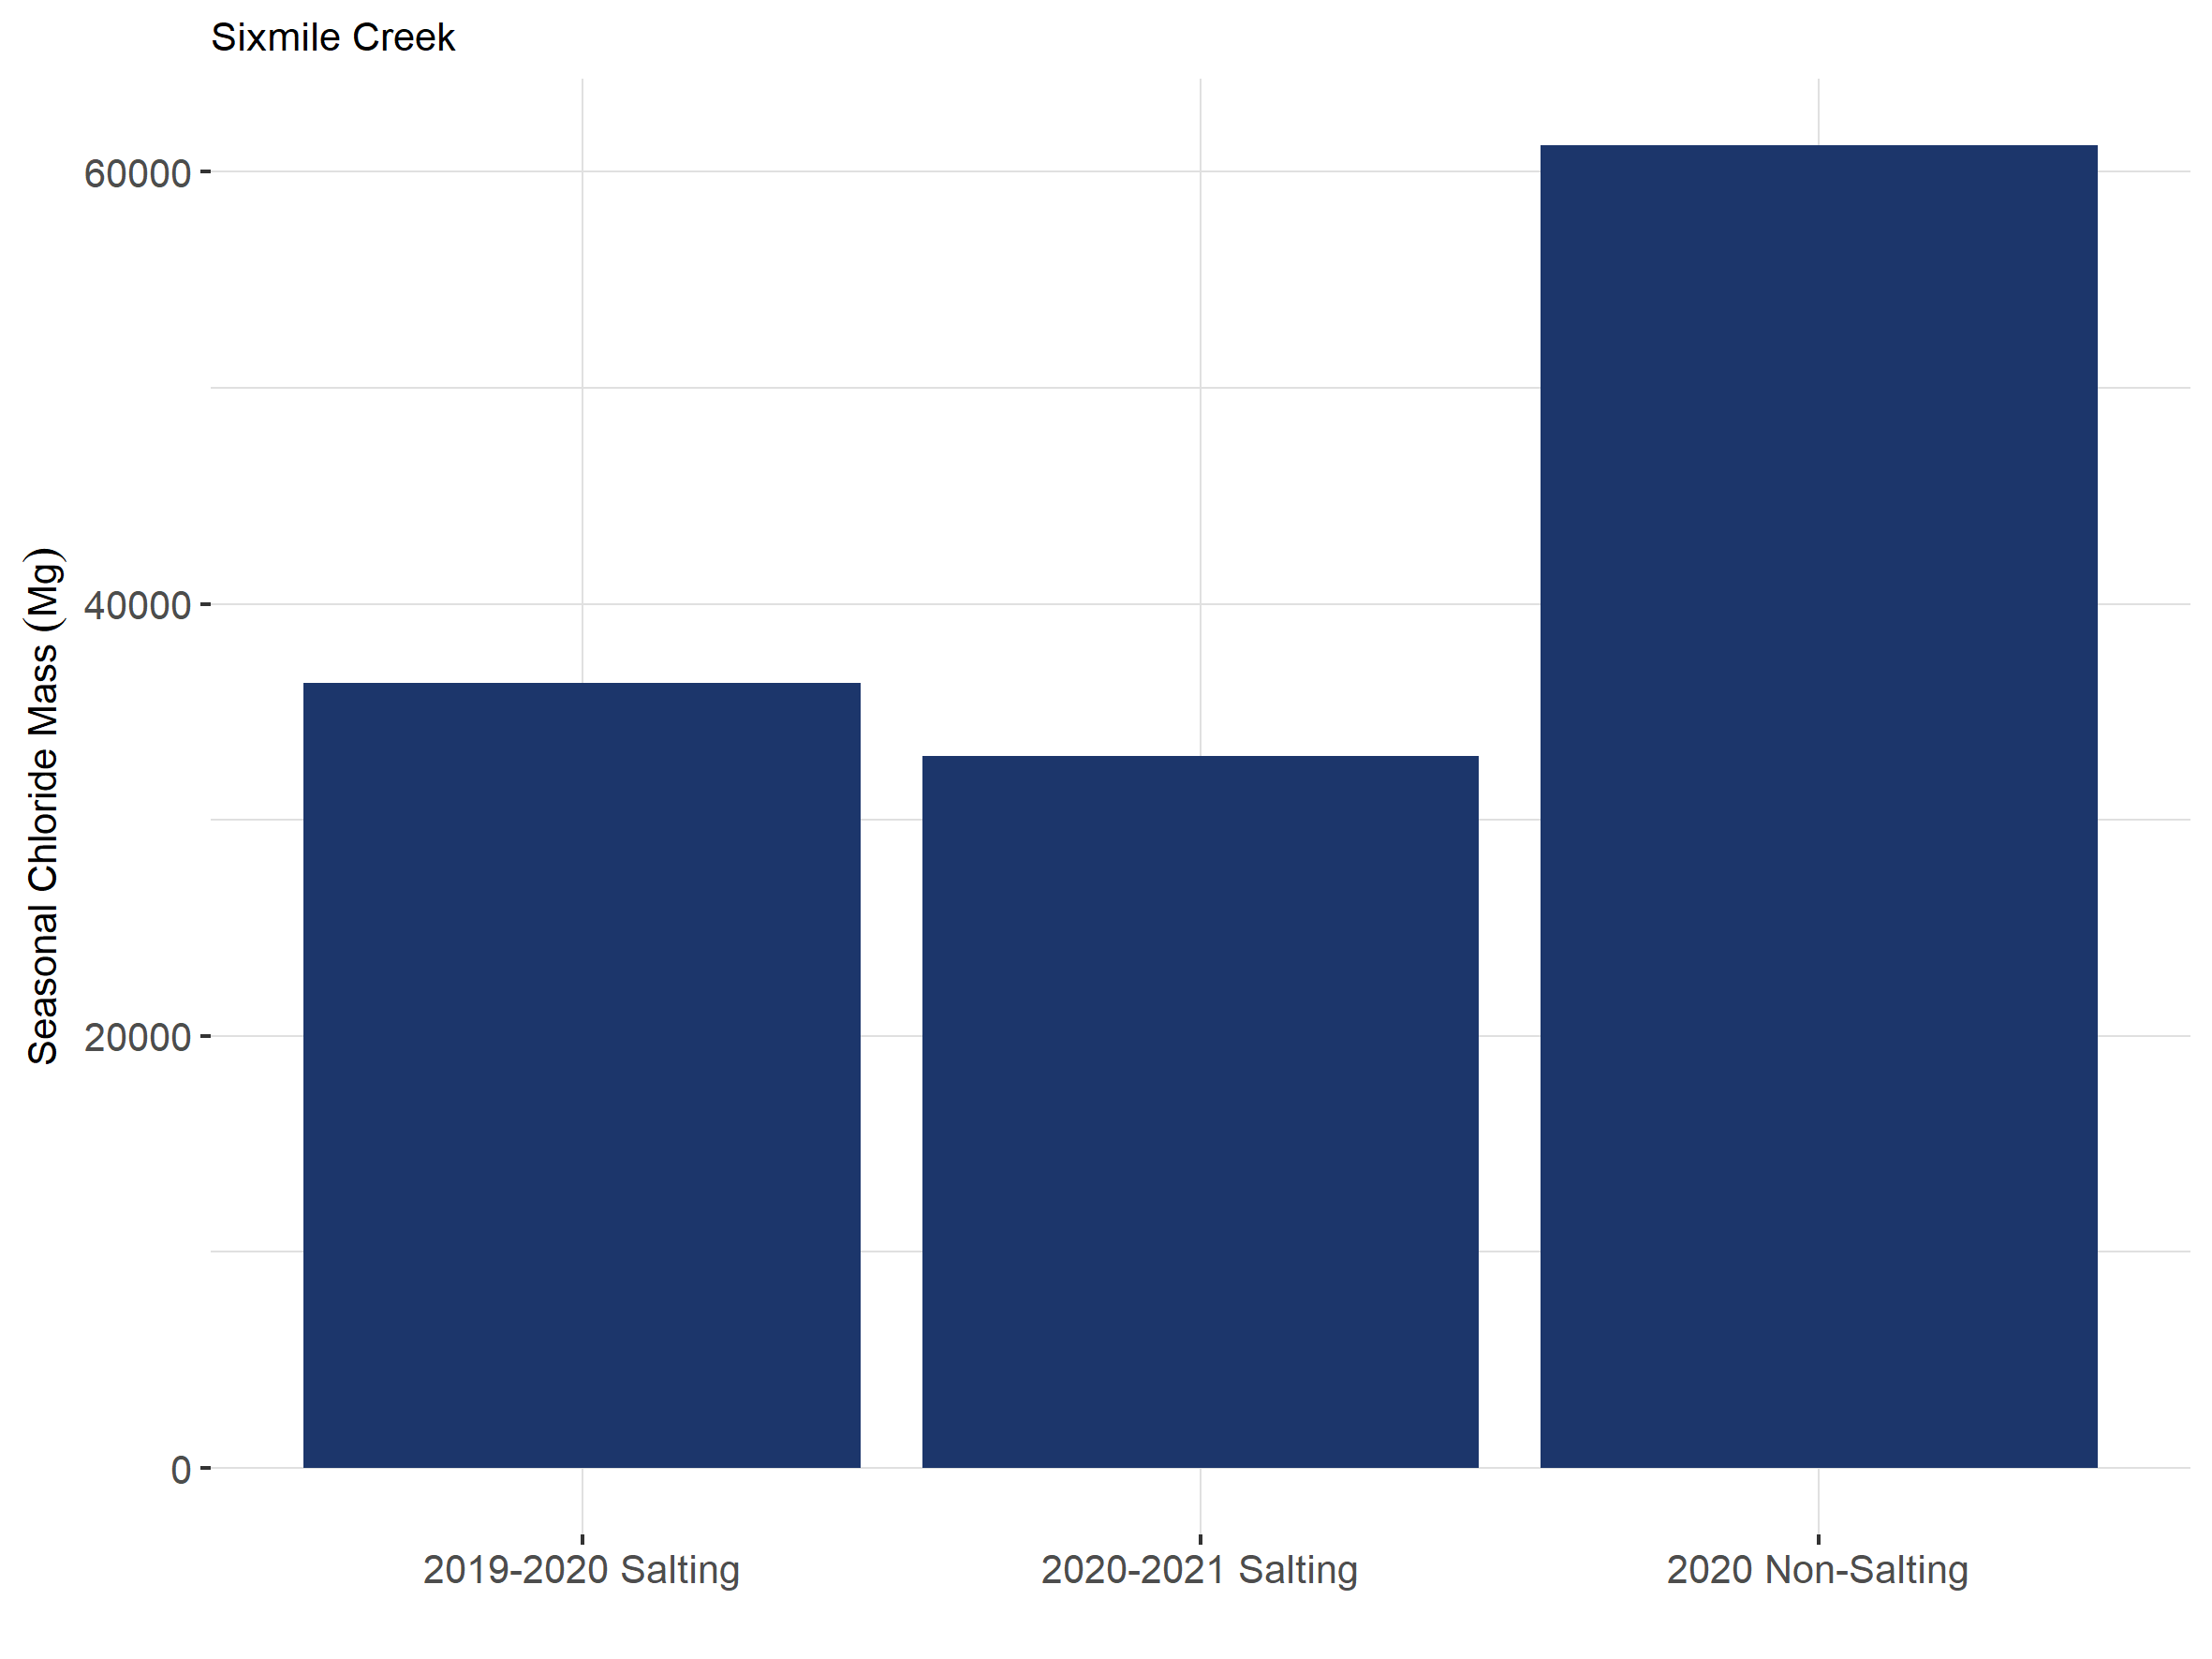 Sixmile Creek
Seasonal Chloride Mass (Mg)
60000
40000
20000
0
2019-2020 Salting
2020-2021 Salting
2020 Non-Salting